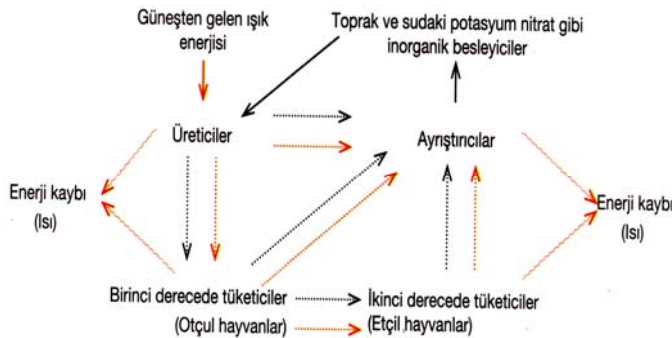 Güneşten gelen ışık
enerjisi
Toprak ve sudaki potasyum nitrat gibi
inorganik besleyiciler
Üreticiler
Ayrıştırıcılar
Enerji kaybı
(Isı)
Enerji kaybı
(Isı)
Birinci derecede tüketiciler
(Otçul hayvanlar)
İkinci derecede tüketiciler
(Etçil hayvanlar)